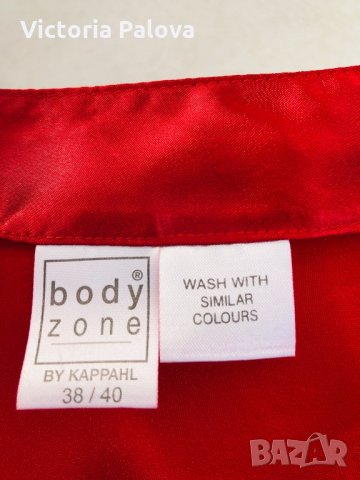 Victoria Palova
body®
zone
BY KAPPAHL
38 / 40
WASH WITH
SIMILAR
COLOURS
BAZAR